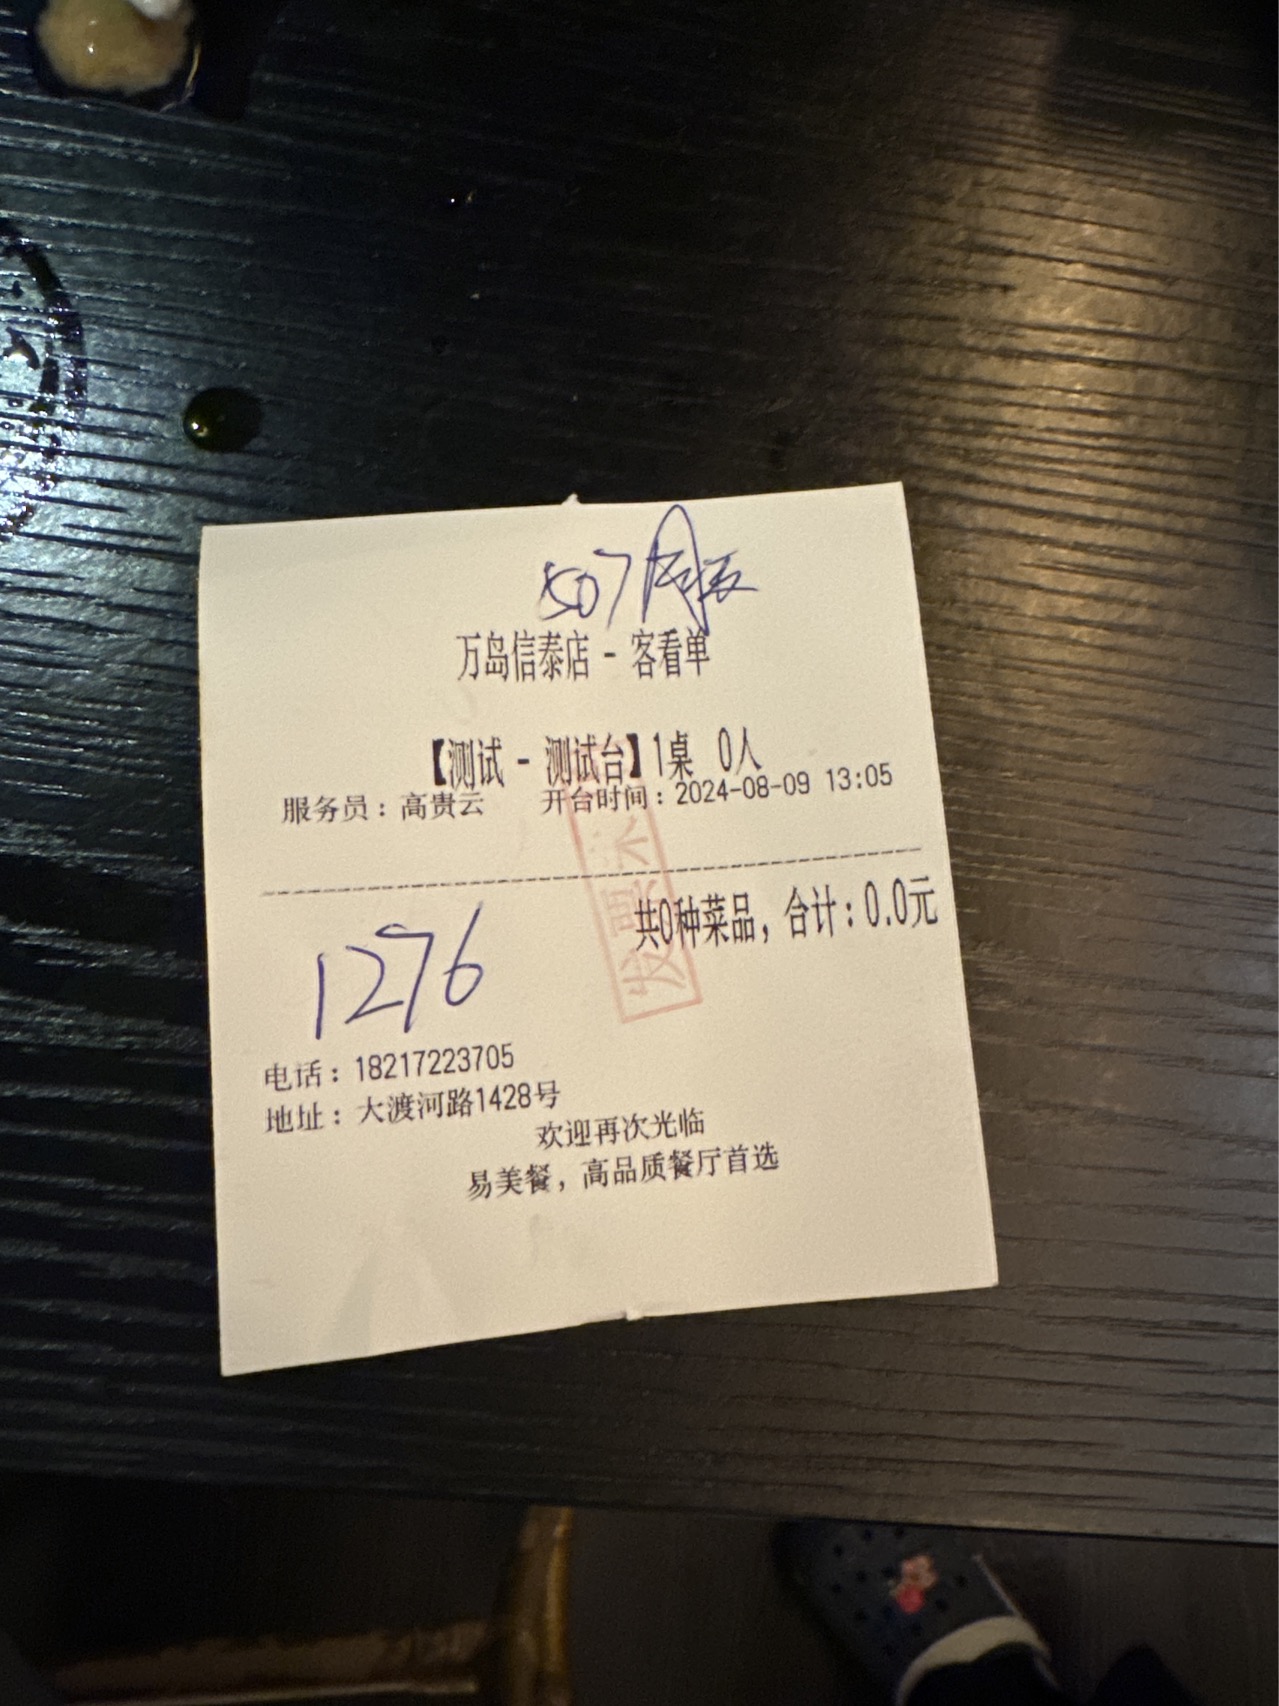 507
万岛信泰店 - 客看单
【测试 - 测试台】1桌 0人
服务员：高贵云 开台时间：2024-08-09 13:05
共0种菜品，合计：0.0元
发票
1276
电话：18217223705
地址：大渡河路1428号
欢迎再次光临
易美餐，高品质餐厅首选